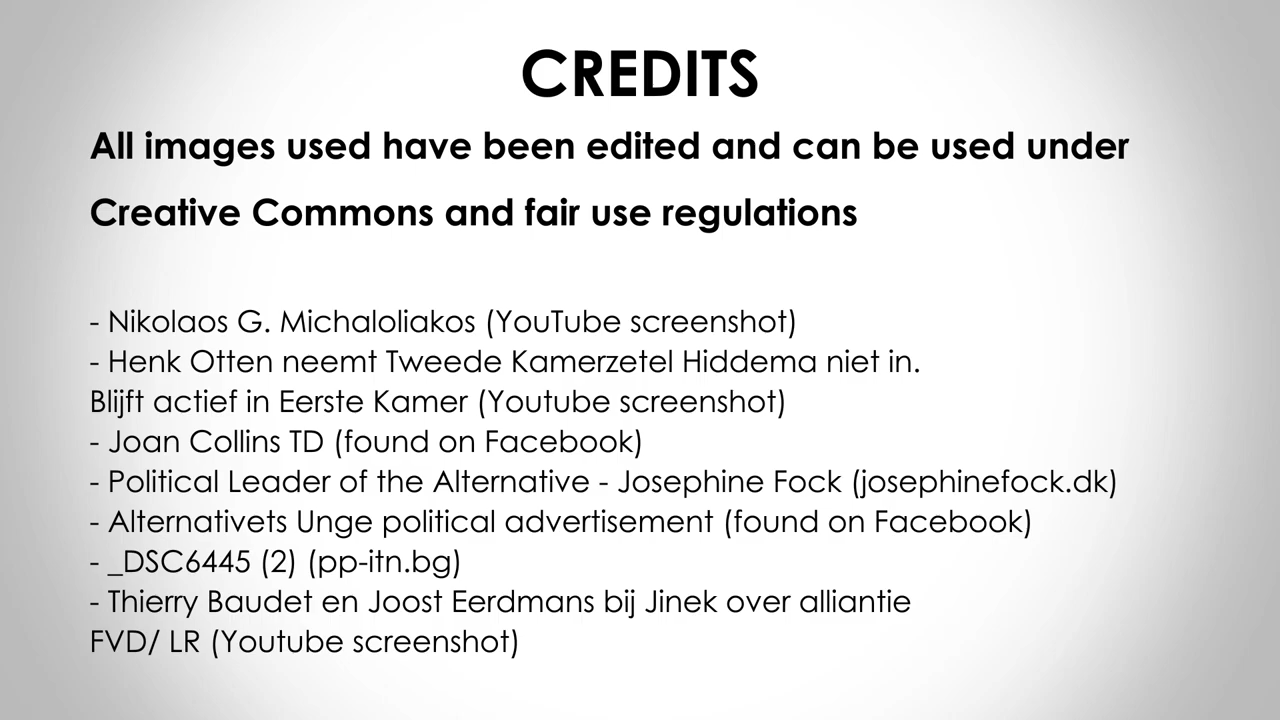 CREDITS
All images used have been edited and can be used under
Creative Commons and fair use regulations
- Nikolaos G. Michaloliakos (YouTube screenshot)
- Henk Otten neemt Tweede Kamerzetel Hiddema niet in.
Blijft actief in Eerste Kamer (Youtube screenshot)
- Joan Collins TD (found on Facebook)
- Political Leader of the Alternative - Josephine Fock (josephinefock.dk)
- Alternativets Unge political advertisement (found on Facebook)
- _DSC6445 (2) (pp-itn.bg)
- Thierry Baudet en Joost Eerdmans bij Jinek over alliantie
FVD/ LR (Youtube screenshot)